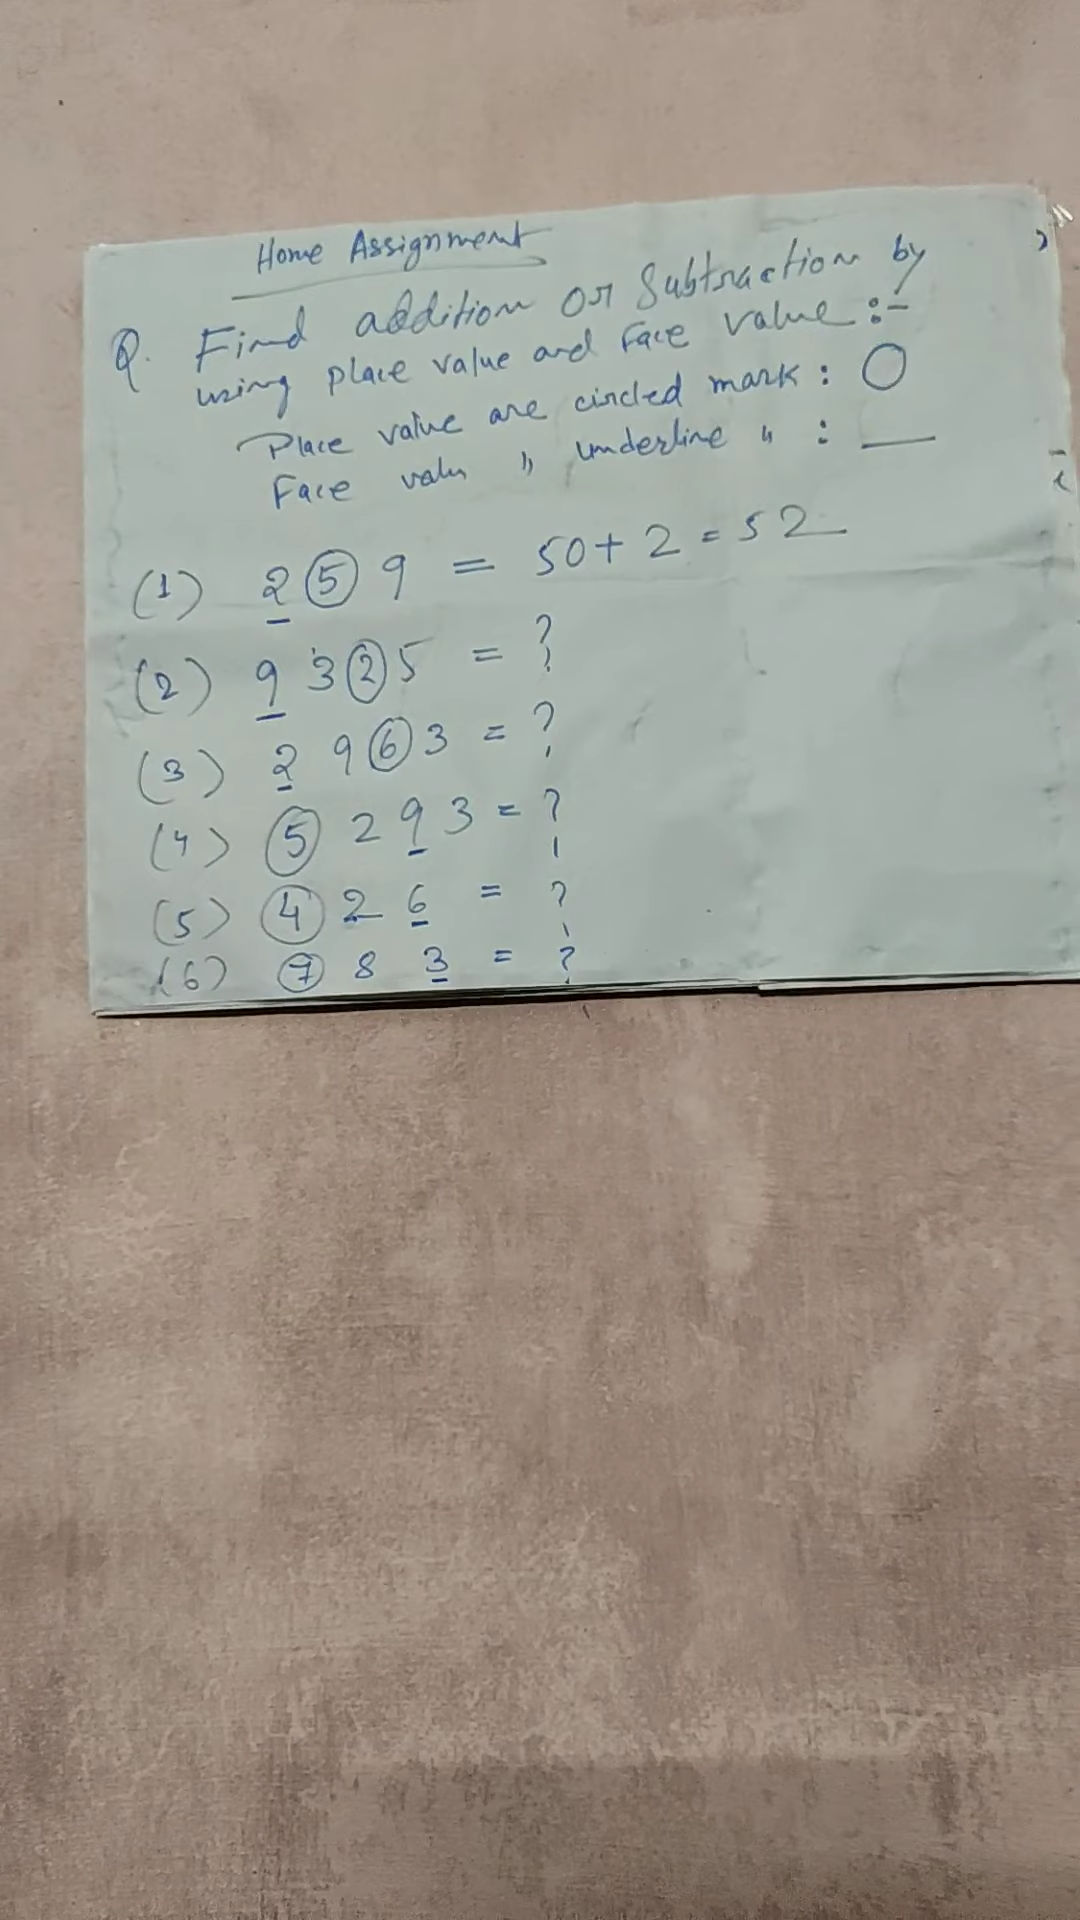 Home Assignment
Q. Find addition or Subtraction by
using place value and Face value :-
Place value are circled mark : ○
Face valu " underline " : __
(1) 2 5 9 = 50 + 2 = 52
(2) 9 3 2 5 = ?
(3) 2 9 6 3 = ?
(4) 5 2 9 3 = ?
(5) 4 2 6 = ?
(6) 7 8 3 = ?